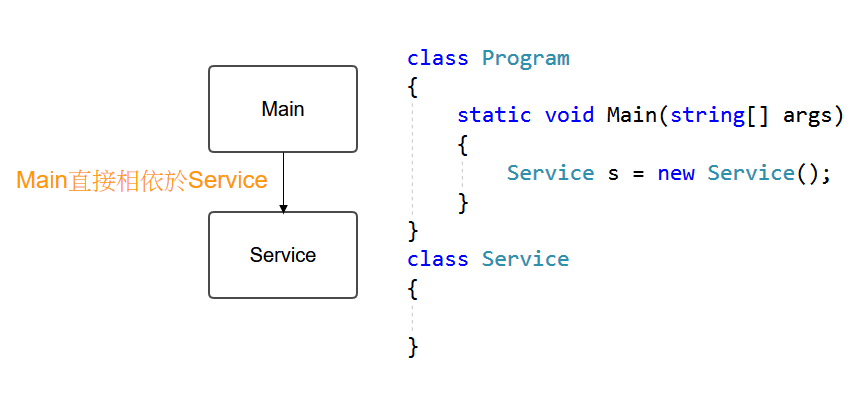 Main
Main直接相依於Service
Service
class Program
{
static void Main(string[] args)
{
Service s = new Service();
}
}
class Service
{
}